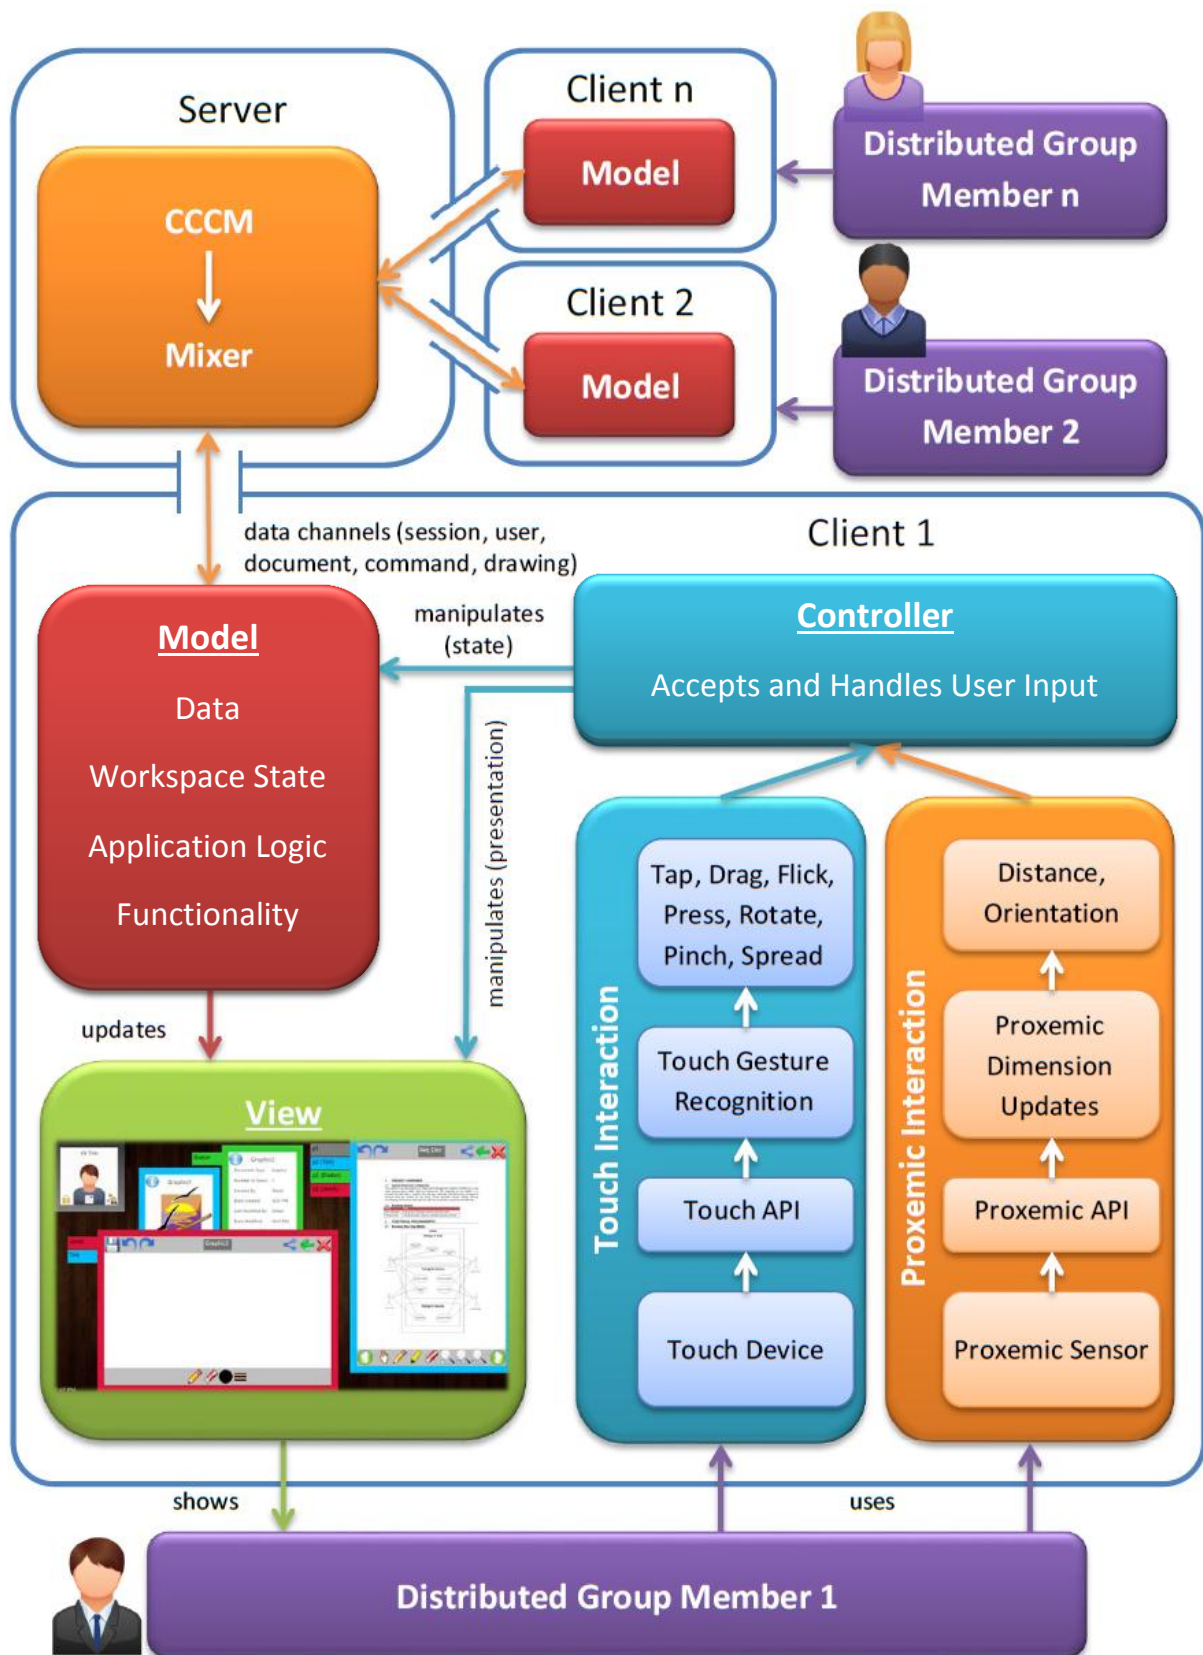 Server
CCCM
Mixer
Client n
Model
Distributed Group
Member n
Client 2
Model
Distributed Group
Member 2
Client 1
data channels (session, user,
document, command, drawing)
Model
Data
Workspace State
Application Logic
Functionality
manipulates
(state)
manipulates (presentation)
Controller
Accepts and Handles User Input
updates
View
Graphic2
Graphic1
Graphic2
Touch Interaction
Tap, Drag, Flick,
Press, Rotate,
Pinch, Spread
Touch Gesture
Recognition
Touch API
Touch Device
Proxemic Interaction
Distance,
Orientation
Proxemic
Dimension
Updates
Proxemic API
Proxemic Sensor
shows
uses
Distributed Group Member 1